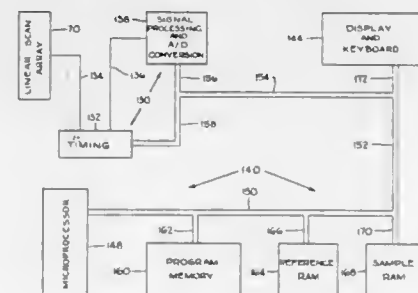 138
SIGNAL
PROCESSING
AND
A/D
CONVERSION
144
DISPLAY
AND
KEYBOARD
70
LINEAR SCAN
ARRAY
134
136
156
154
172
130
132
TIMING
158
152
140
150
MICROPROCESSOR
148
162
166
170
160
PROGRAM
MEMORY
164
REFERENCE
RAM
168
SAMPLE
RAM